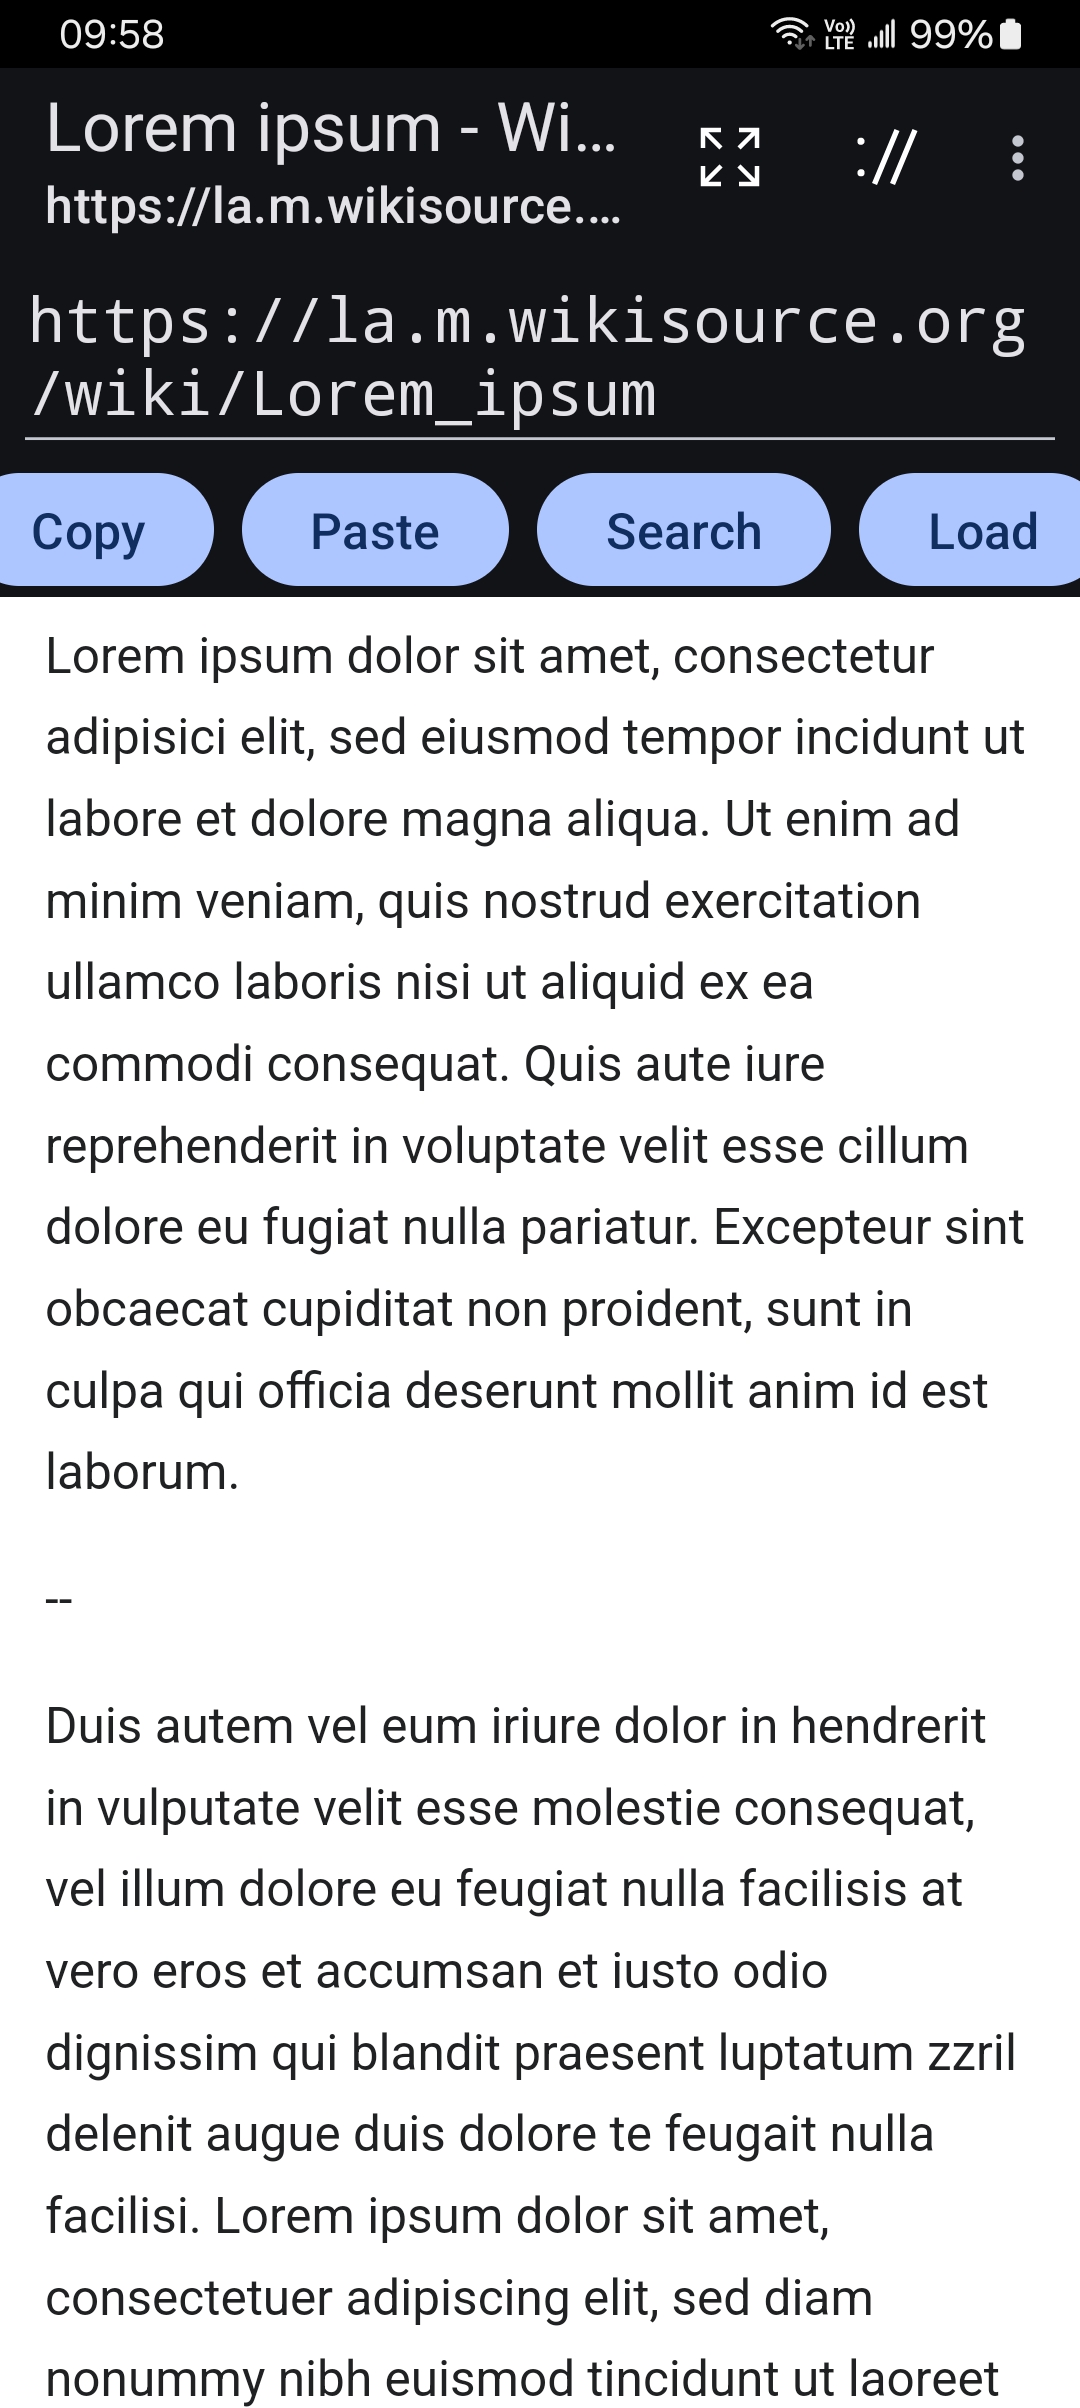 09:58
Vo)) LTE 99%
Lorem ipsum - Wi...
https://la.m.wikisource....
://
https://la.m.wikisource.org
/wiki/Lorem_ipsum
Copy Paste Search Load
Lorem ipsum dolor sit amet, consectetur
adipisici elit, sed eiusmod tempor incidunt ut
labore et dolore magna aliqua. Ut enim ad
minim veniam, quis nostrud exercitation
ullamco laboris nisi ut aliquid ex ea
commodi consequat. Quis aute iure
reprehenderit in voluptate velit esse cillum
dolore eu fugiat nulla pariatur. Excepteur sint
obcaecat cupiditat non proident, sunt in
culpa qui officia deserunt mollit anim id est
laborum.
--
Duis autem vel eum iriure dolor in hendrerit
in vulputate velit esse molestie consequat,
vel illum dolore eu feugiat nulla facilisis at
vero eros et accumsan et iusto odio
dignissim qui blandit praesent luptatum zzril
delenit augue duis dolore te feugait nulla
facilisi. Lorem ipsum dolor sit amet,
consectetuer adipiscing elit, sed diam
nonummy nibh euismod tincidunt ut laoreet